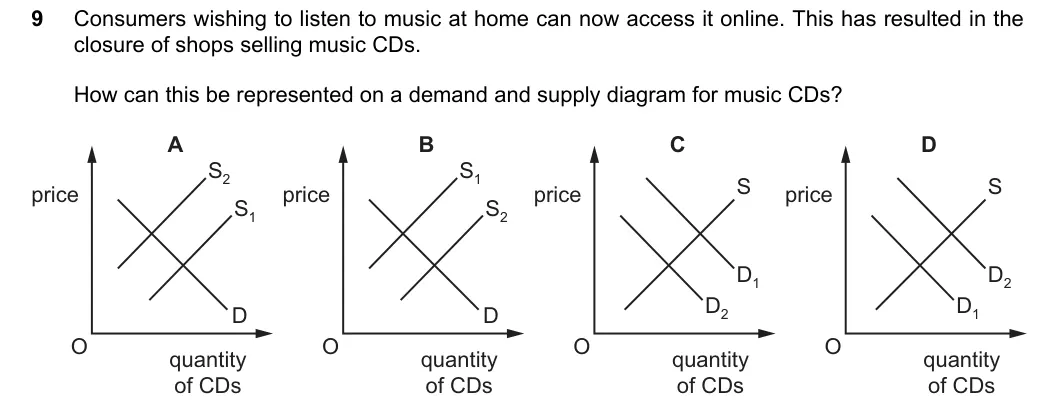 9 Consumers wishing to listen to music at home can now access it online. This has resulted in the
closure of shops selling music CDs.
How can this be represented on a demand and supply diagram for music CDs?
A
price
S₂
S₁
D
O
quantity
of CDs
B
price
S₁
S₂
D
O
quantity
of CDs
C
price
S
D₁
D₂
O
quantity
of CDs
D
price
S
D₂
D₁
O
quantity
of CDs